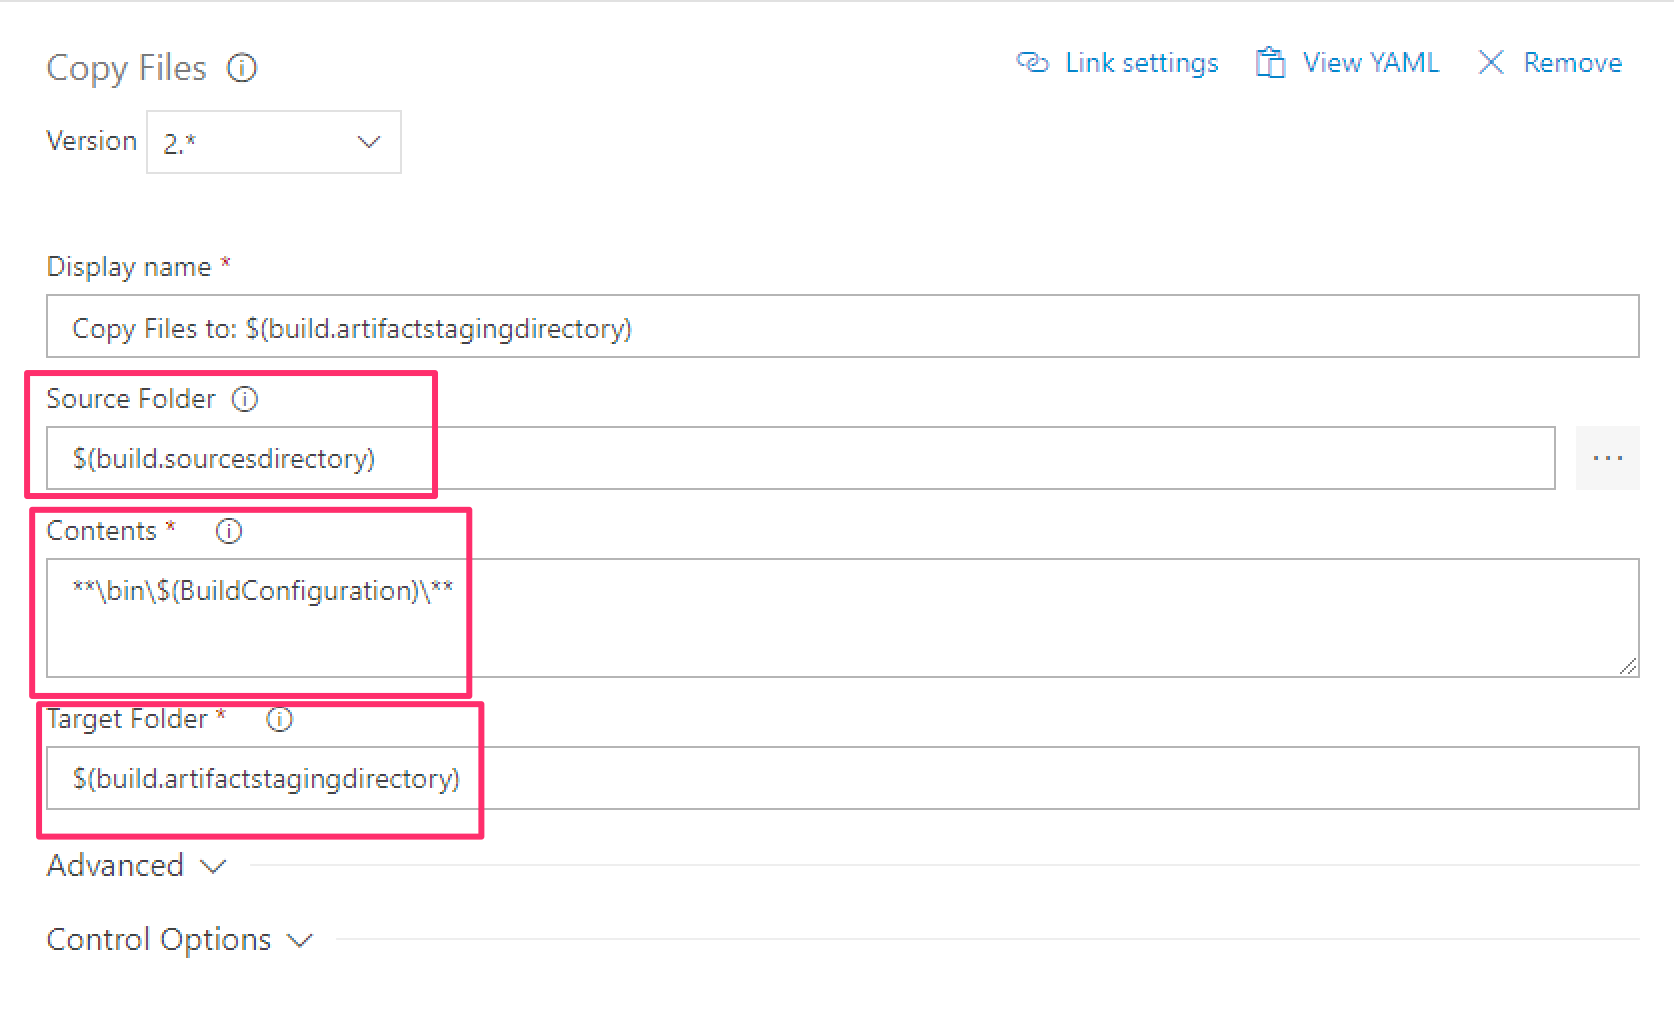 Copy Files
Link settings View YAML Remove
Version 2.*
Display name *
Copy Files to: $(build.artifactstagingdirectory)
Source Folder
$(build.sourcesdirectory)
...
Contents *
**\bin\$(BuildConfiguration)\**
Target Folder *
$(build.artifactstagingdirectory)
Advanced
Control Options